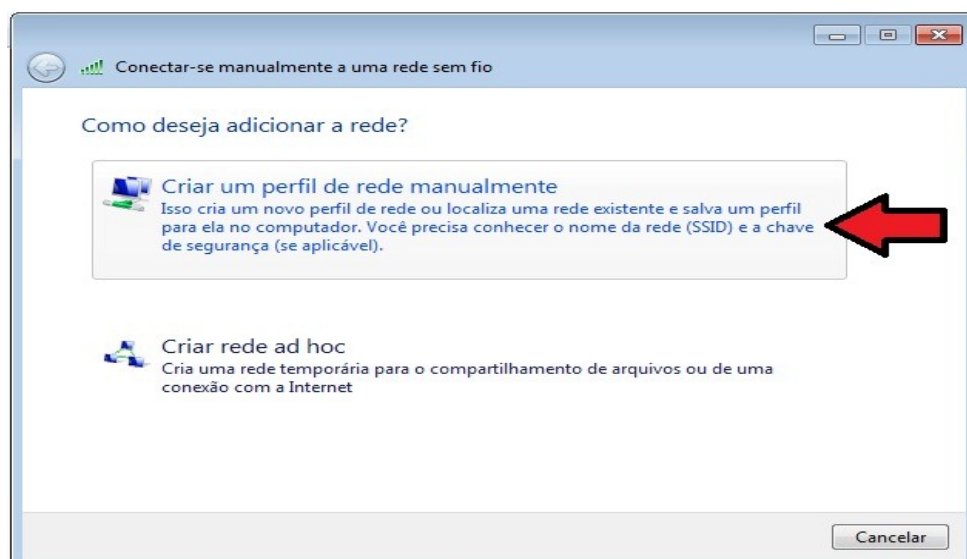 Conectar-se manualmente a uma rede sem fio
Como deseja adicionar a rede?
Criar um perfil de rede manualmente
Isso cria um novo perfil de rede ou localiza uma rede existente e salva um perfil
para ela no computador. Você precisa conhecer o nome da rede (SSID) e a chave
de segurança (se aplicável).
Criar rede ad hoc
Cria uma rede temporária para o compartilhamento de arquivos ou de uma
conexão com a Internet
Cancelar